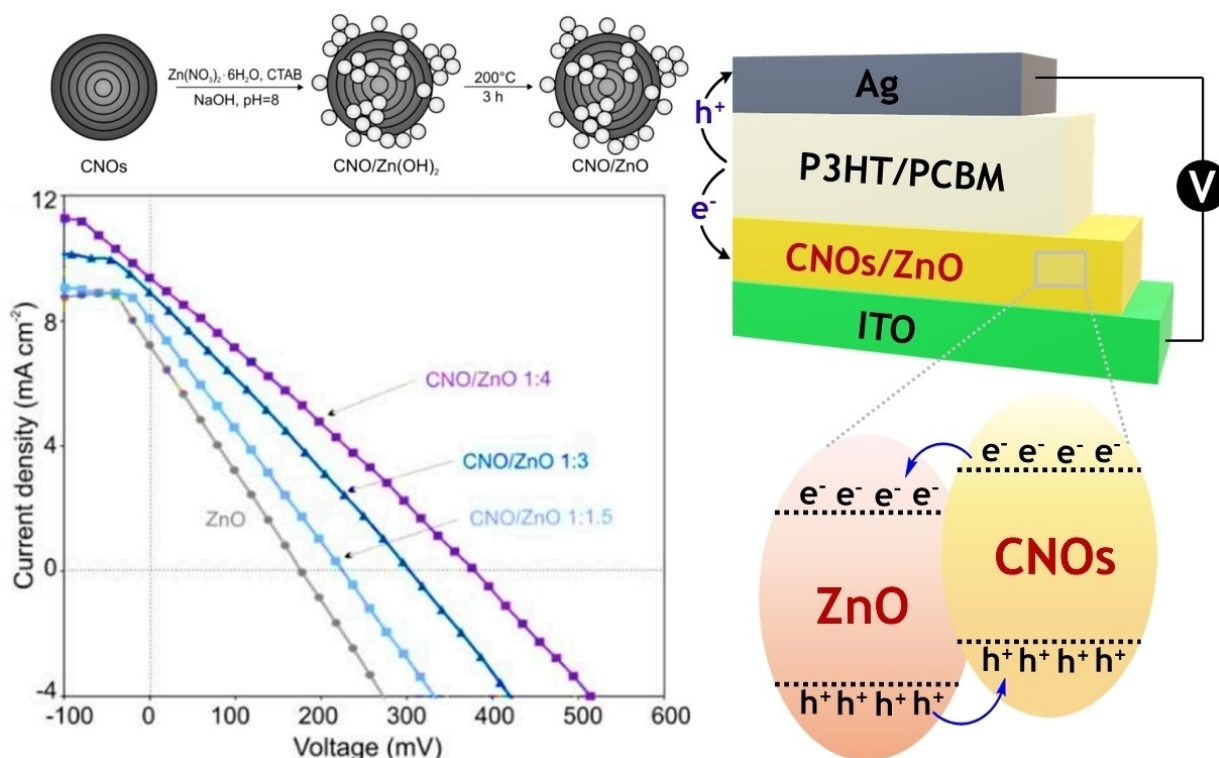 Zn(NO₃)₂·6H₂O, CTAB
NaOH, pH=8
200°C
3 h
CNOs
CNO/Zn(OH)₂
CNO/ZnO
Ag
h⁺
P3HT/PCBM
V
e⁻
CNOs/ZnO
ITO
12
8
4
0
-4
Current density (mA cm⁻²)
CNO/ZnO 1:4
CNO/ZnO 1:3
ZnO
CNO/ZnO 1:1.5
-100 0 100 200 300 400 500 600
Voltage (mV)
e⁻ e⁻ e⁻ e⁻
e⁻ e⁻ e⁻ e⁻
CNOs
ZnO
h⁺ h⁺ h⁺ h⁺
h⁺ h⁺ h⁺ h⁺